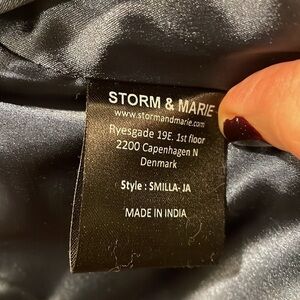 STORM & MARIE
www.stormandmarie.com
Ryesgade 19E. 1st floor
2200 Capenhagen N
Denmark
Style : SMILLA- JA
MADE IN INDIA